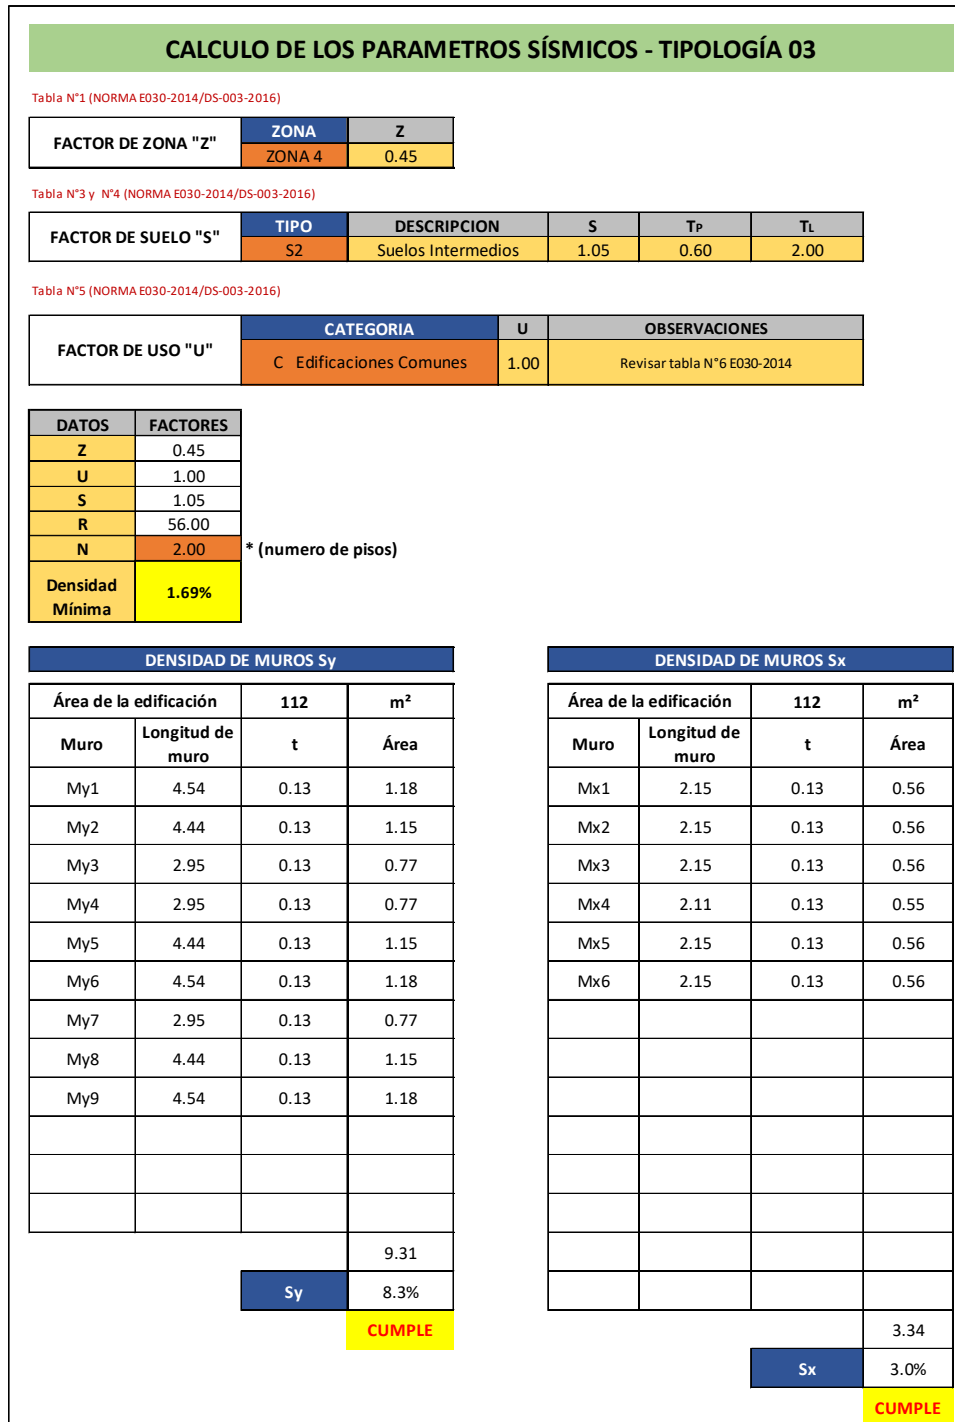 CALCULO DE LOS PARAMETROS SÍSMICOS - TIPOLOGÍA 03
Tabla N°1 (NORMA E030-2014/DS-003-2016)
FACTOR DE ZONA "Z" ZONA Z
ZONA 4 0.45
Tabla N°3 y N°4 (NORMA E030-2014/DS-003-2016)
FACTOR DE SUELO "S" TIPO DESCRIPCION S TP TL
S2 Suelos Intermedios 1.05 0.60 2.00
Tabla N°5 (NORMA E030-2014/DS-003-2016)
FACTOR DE USO "U" CATEGORIA U OBSERVACIONES
C Edificaciones Comunes 1.00 Revisar tabla N°6 E030-2014
DATOS FACTORES
Z 0.45
U 1.00
S 1.05
R 56.00
N 2.00 * (numero de pisos)
Densidad Mínima 1.69%
DENSIDAD DE MUROS Sy
Área de la edificación 112 m²
Muro Longitud de muro t Área
My1 4.54 0.13 1.18
My2 4.44 0.13 1.15
My3 2.95 0.13 0.77
My4 2.95 0.13 0.77
My5 4.44 0.13 1.15
My6 4.54 0.13 1.18
My7 2.95 0.13 0.77
My8 4.44 0.13 1.15
My9 4.54 0.13 1.18
9.31
Sy 8.3%
CUMPLE
DENSIDAD DE MUROS Sx
Área de la edificación 112 m²
Muro Longitud de muro t Área
Mx1 2.15 0.13 0.56
Mx2 2.15 0.13 0.56
Mx3 2.15 0.13 0.56
Mx4 2.11 0.13 0.55
Mx5 2.15 0.13 0.56
Mx6 2.15 0.13 0.56
3.34
Sx 3.0%
CUMPLE